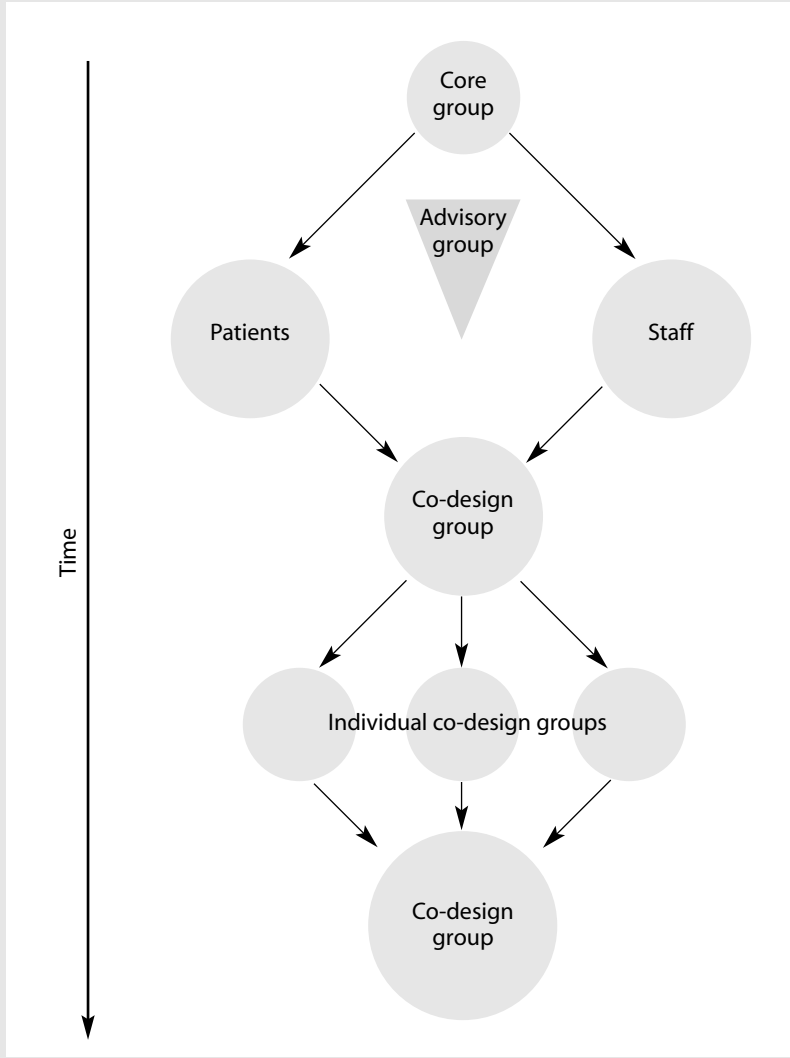 Core
group
Advisory
group
Patients
Staff
Co-design
group
Time
Individual co-design groups
Co-design
group